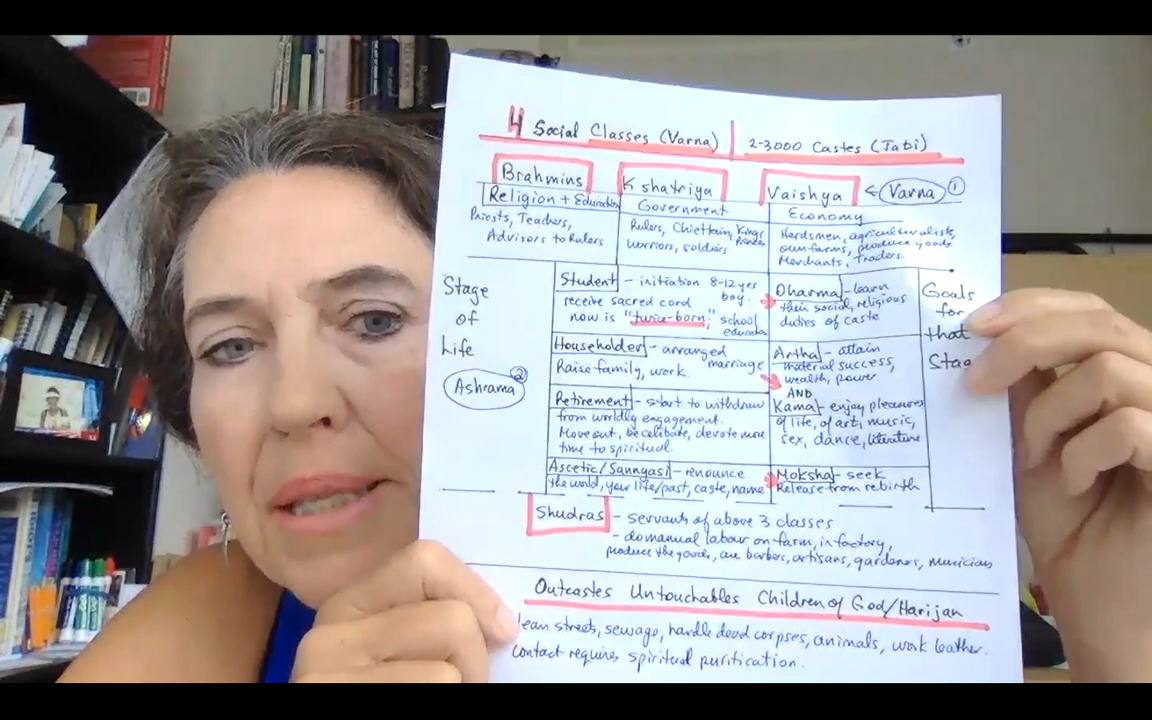 4 Social Classes (Varna) | 2-3000 Castes (Jati)
Brahmins
Religion + Education
Priests, Teachers,
Advisors to Rulers
Kshatriya
Government
Rulers, Chieftain, Kings
Princes
Worriors, soldiers
Vaishya ← Varna ①
Economy
Herdsmen, agriculturalists,
own farms, produce goods
Merchants, Traders.
Stage
of
Life
Ashrama ②
Student - initiation 8-12 yrs
boy.
receive sacred cord
now is "twice-born," school
educator
Householder - arranged
marriage
Raise family, work.
Retirement - start to withdraw
from worldly engagement.
Move out, be celibate, devote more
time to spiritual
Ascetic/Sannyasi - renounce
the world, your life/past, caste, name
Dharma - learn
their social, religious
duties of caste
Artha - attain
material success,
wealth, power
AND
Kama - enjoy pleasures
of life, of art, music,
sex, dance, literature
Moksha - seek
Release from rebirth
Goals
for
that
Stag
Shudras - servants of above 3 classes
- do manual labour on farm, in factory,
produce the goods, are barbers, artisans, gardeners, musicians
Outcastes Untouchables Children of God/Harijan
lean streets, sewage, handle dead corpses, animals, work leather.
contact requires spiritual purification.